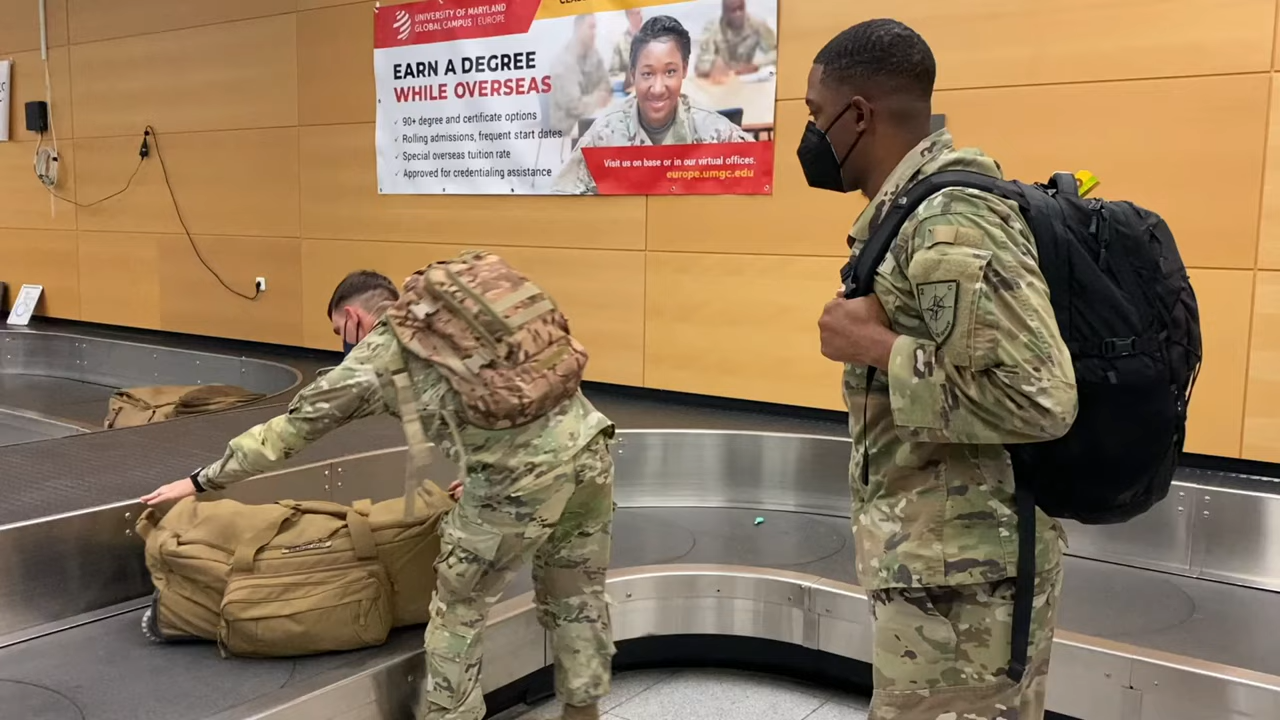 UNIVERSITY OF MARYLAND
GLOBAL CAMPUS | EUROPE
EARN A DEGREE
WHILE OVERSEAS
✓ 90+ degree and certificate options
✓ Rolling admissions, frequent start dates
✓ Special overseas tuition rate
✓ Approved for credentialing assistance
Visit us on base or in our virtual offices.
europe.umgc.edu